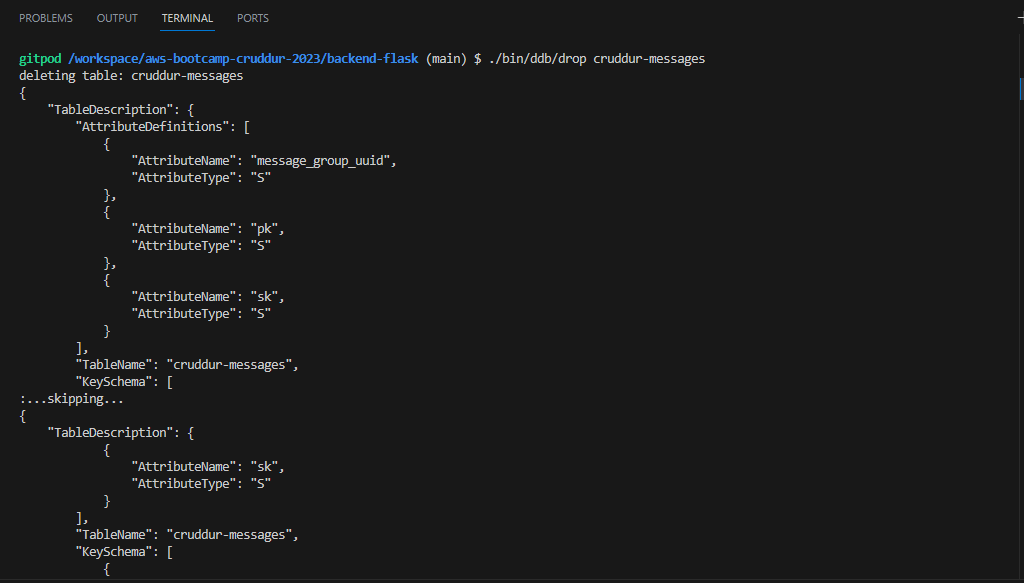 PROBLEMS OUTPUT TERMINAL PORTS
gitpod /workspace/aws-bootcamp-cruddur-2023/backend-flask (main) $ ./bin/ddb/drop cruddur-messages
deleting table: cruddur-messages
{
    "TableDescription": {
        "AttributeDefinitions": [
            {
                "AttributeName": "message_group_uuid",
                "AttributeType": "S"
            },
            {
                "AttributeName": "pk",
                "AttributeType": "S"
            },
            {
                "AttributeName": "sk",
                "AttributeType": "S"
            }
        ],
        "TableName": "cruddur-messages",
        "KeySchema": [
:...skipping...
{
    "TableDescription": {
            {
                "AttributeName": "sk",
                "AttributeType": "S"
            }
        ],
        "TableName": "cruddur-messages",
        "KeySchema": [
            {